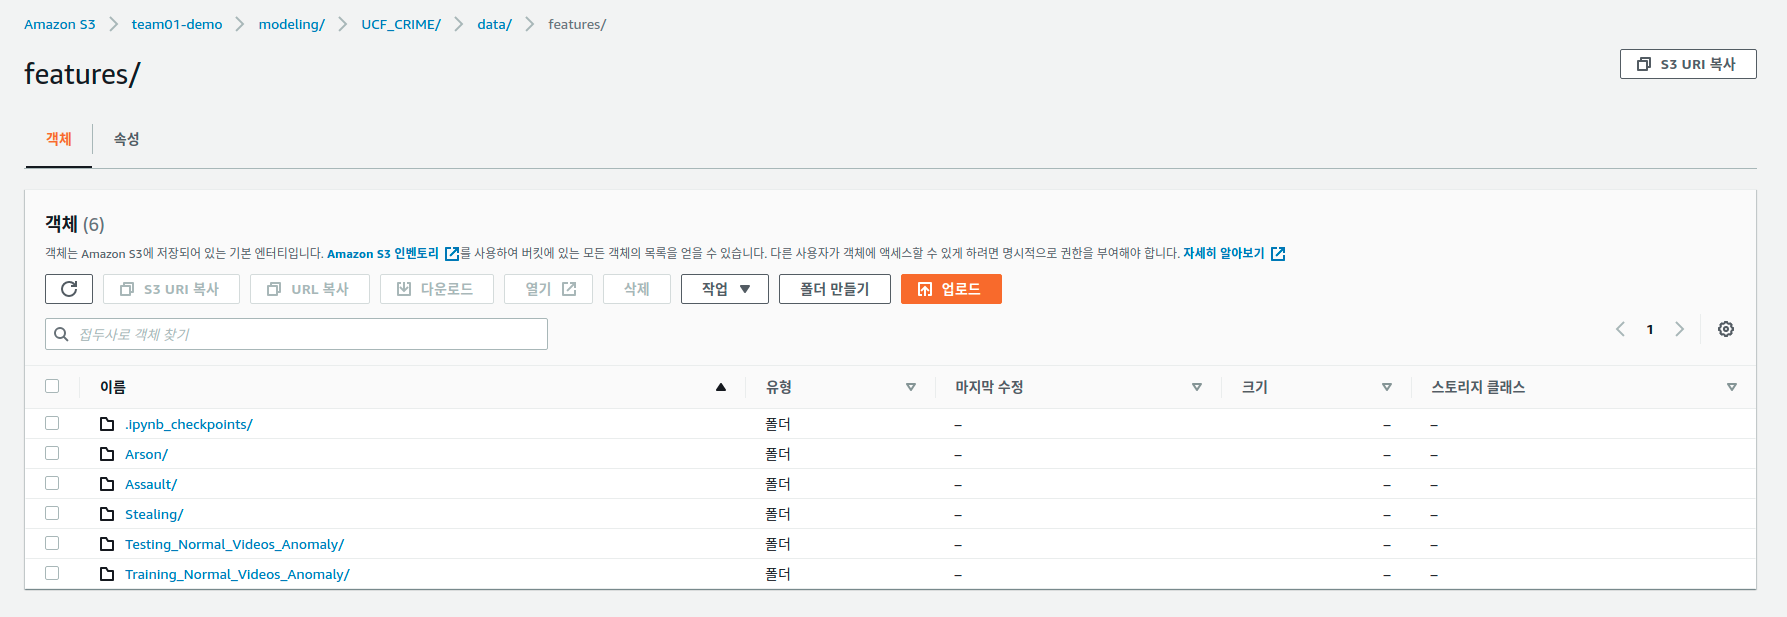 Amazon S3 > team01-demo > modeling/ > UCF_CRIME/ > data/ > features/
features/
S3 URI 복사
객체 속성
객체 (6)
객체는 Amazon S3에 저장되어 있는 기본 엔터티입니다. Amazon S3 인벤토리를 사용하여 버킷에 있는 모든 객체의 목록을 얻을 수 있습니다. 다른 사용자가 객체에 액세스할 수 있게 하려면 명시적으로 권한을 부여해야 합니다. 자세히 알아보기
S3 URI 복사 URL 복사 다운로드 열기 삭제 작업 폴더 만들기 업로드
접두사로 객체 찾기
1
이름 유형 마지막 수정 크기 스토리지 클래스
.ipynb_checkpoints/ 폴더 – – –
Arson/ 폴더 – – –
Assault/ 폴더 – – –
Stealing/ 폴더 – – –
Testing_Normal_Videos_Anomaly/ 폴더 – – –
Training_Normal_Videos_Anomaly/ 폴더 – – –